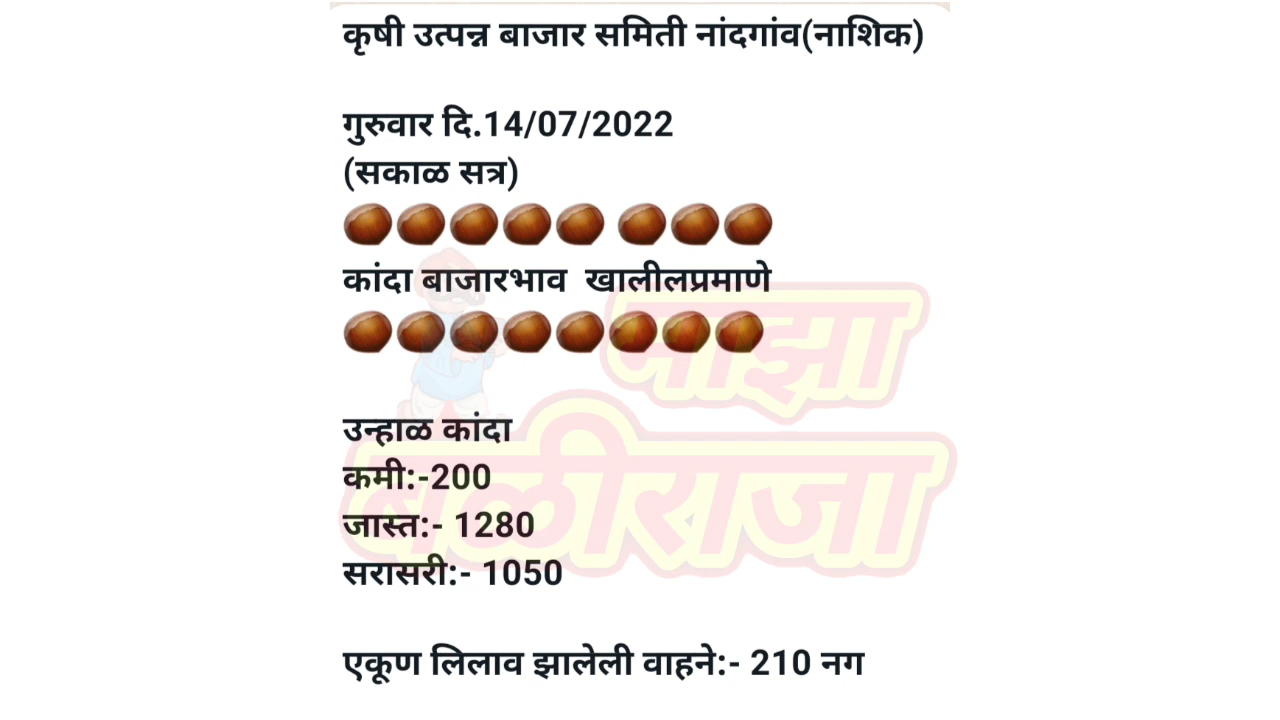 कृषी उत्पन्न बाजार समिती नांदगांव(नाशिक)
गुरुवार दि.14/07/2022
(सकाळ सत्र)
कांदा बाजारभाव खालीलप्रमाणे
माझा
बळीराजा
उन्हाळ कांदा
कमी:-200
जास्त:- 1280
सरासरी:- 1050
एकूण लिलाव झालेली वाहने:- 210 नग